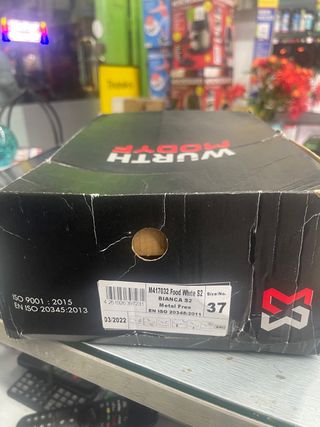 WURTH
MODYF
ISO 9001 : 2015
EN ISO 20345:2013
M417032 Food White S2
BIANCA S2
Metal Free
EN ISO 20345:2011
03/2022
Size/No.
37